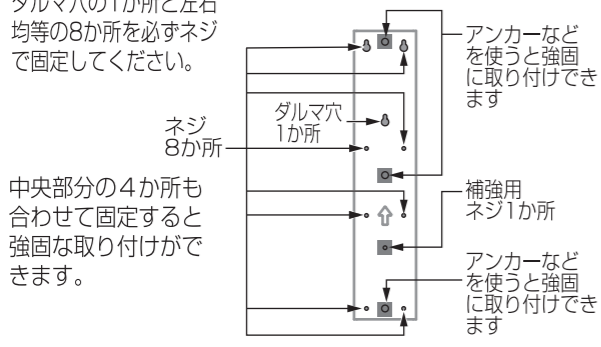 ダルマ穴の1か所と左右
均等の8か所を必ずネジ
で固定してください。
アンカーなど
を使うと強固
に取り付けでき
ます
ダルマ穴
1か所
ネジ
8か所
中央部分の４か所も
合わせて固定すると
強固な取り付けがで
きます。
補強用
ネジ1か所
アンカーなど
を使うと強固
に取り付けでき
ます